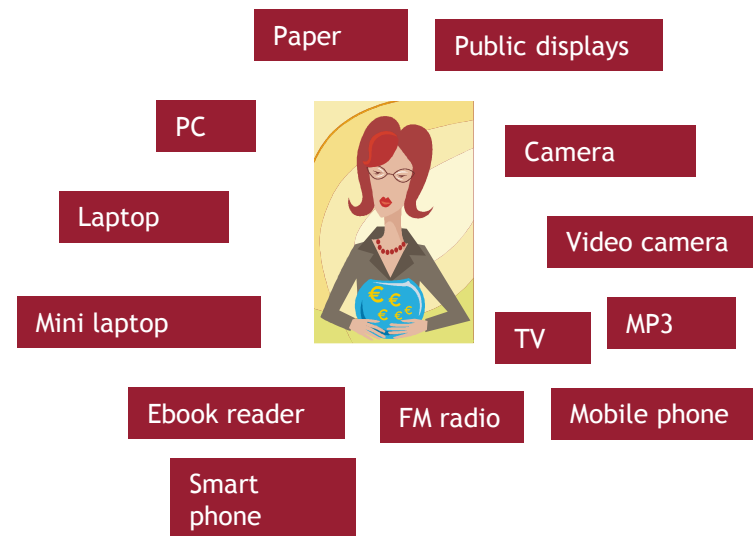 Paper
Public displays
PC
Camera
Laptop
Video camera
Mini laptop
TV
MP3
Ebook reader
FM radio
Mobile phone
Smart
phone
€ €
€ € €